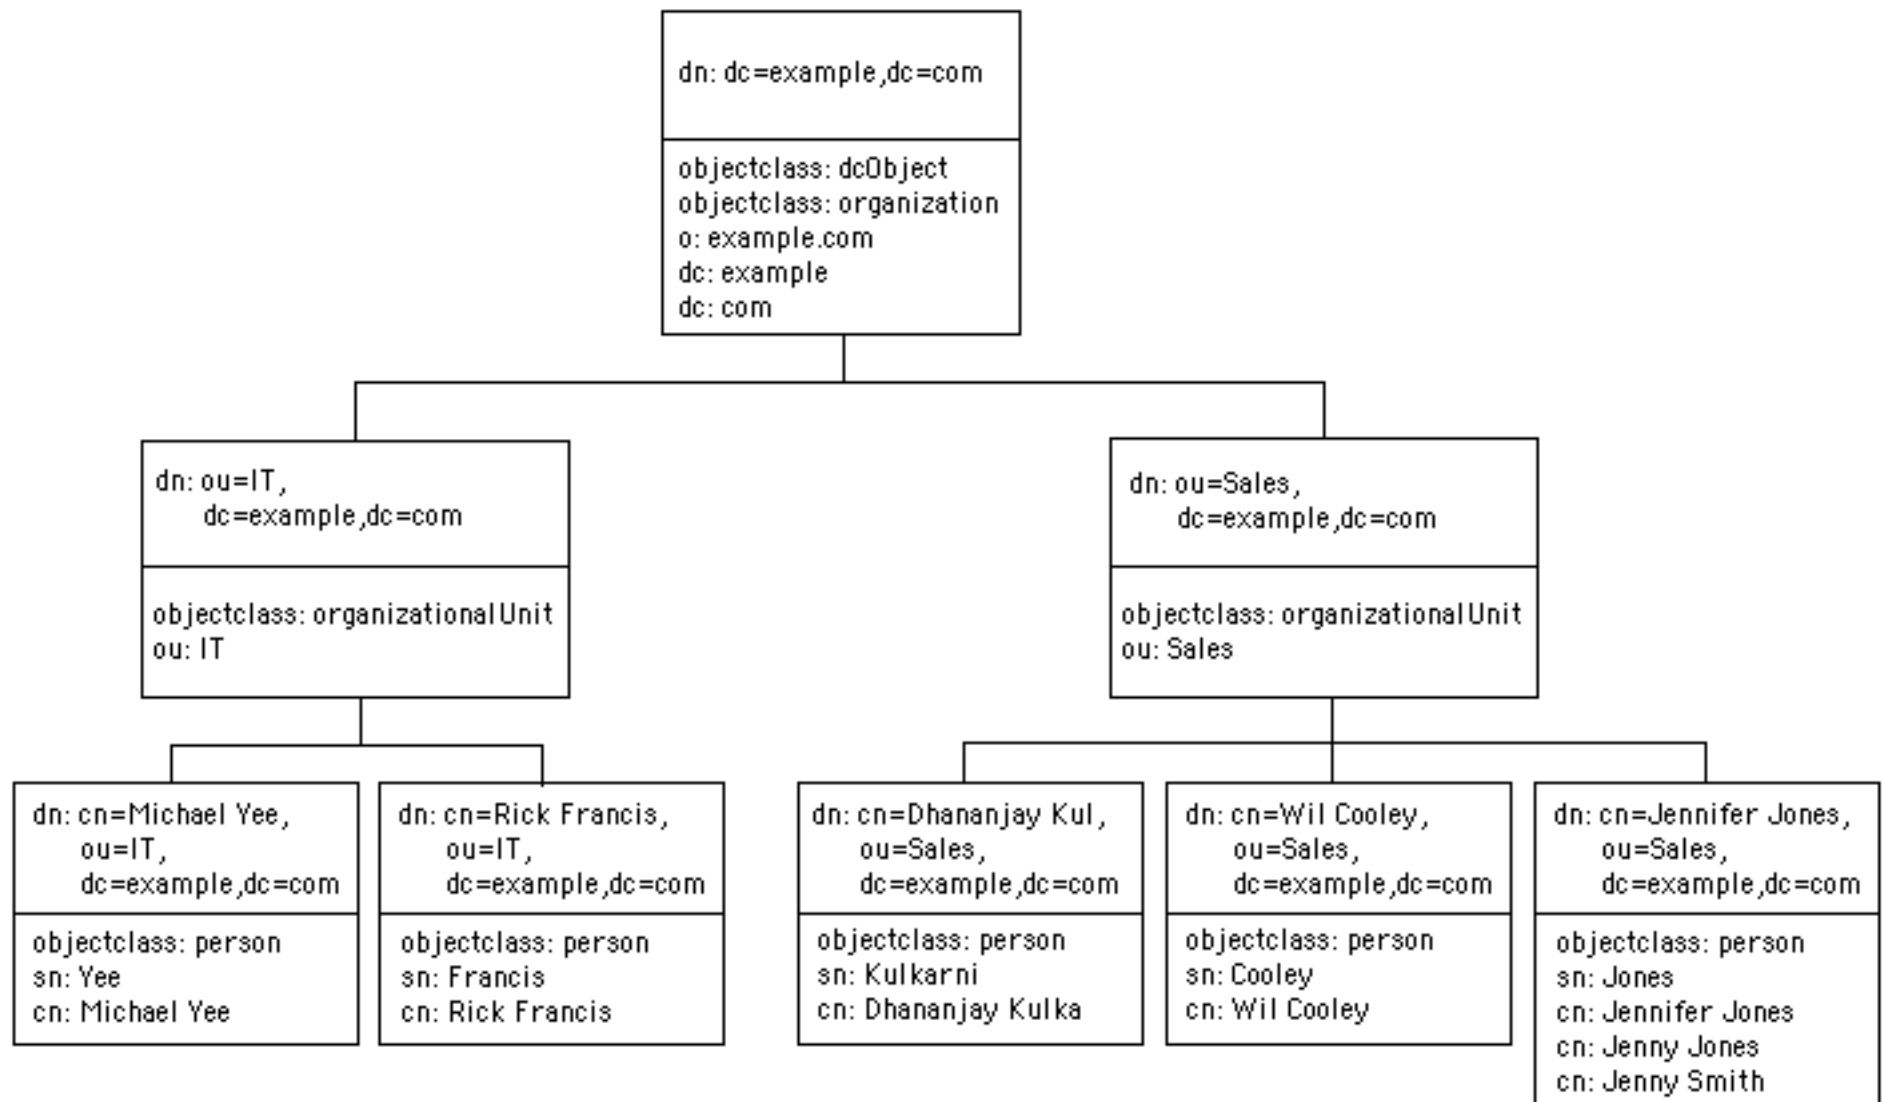 dn: dc=example,dc=com
objectclass: dcObject
objectclass: organization
o: example.com
dc: example
dc: com
dn: ou=IT,
dc=example,dc=com
objectclass: organizationalUnit
ou: IT
dn: ou=Sales,
dc=example,dc=com
objectclass: organizationalUnit
ou: Sales
dn: cn=Michael Yee,
ou=IT,
dc=example,dc=com
objectclass: person
sn: Yee
cn: Michael Yee
dn: cn=Rick Francis,
ou=IT,
dc=example,dc=com
objectclass: person
sn: Francis
cn: Rick Francis
dn: cn=Dhananjay Kul,
ou=Sales,
dc=example,dc=com
objectclass: person
sn: Kulkarni
cn: Dhananjay Kulka
dn: cn=Wil Cooley,
ou=Sales,
dc=example,dc=com
objectclass: person
sn: Cooley
cn: Wil Cooley
dn: cn=Jennifer Jones,
ou=Sales,
dc=example,dc=com
objectclass: person
sn: Jones
cn: Jennifer Jones
cn: Jenny Jones
cn: Jenny Smith